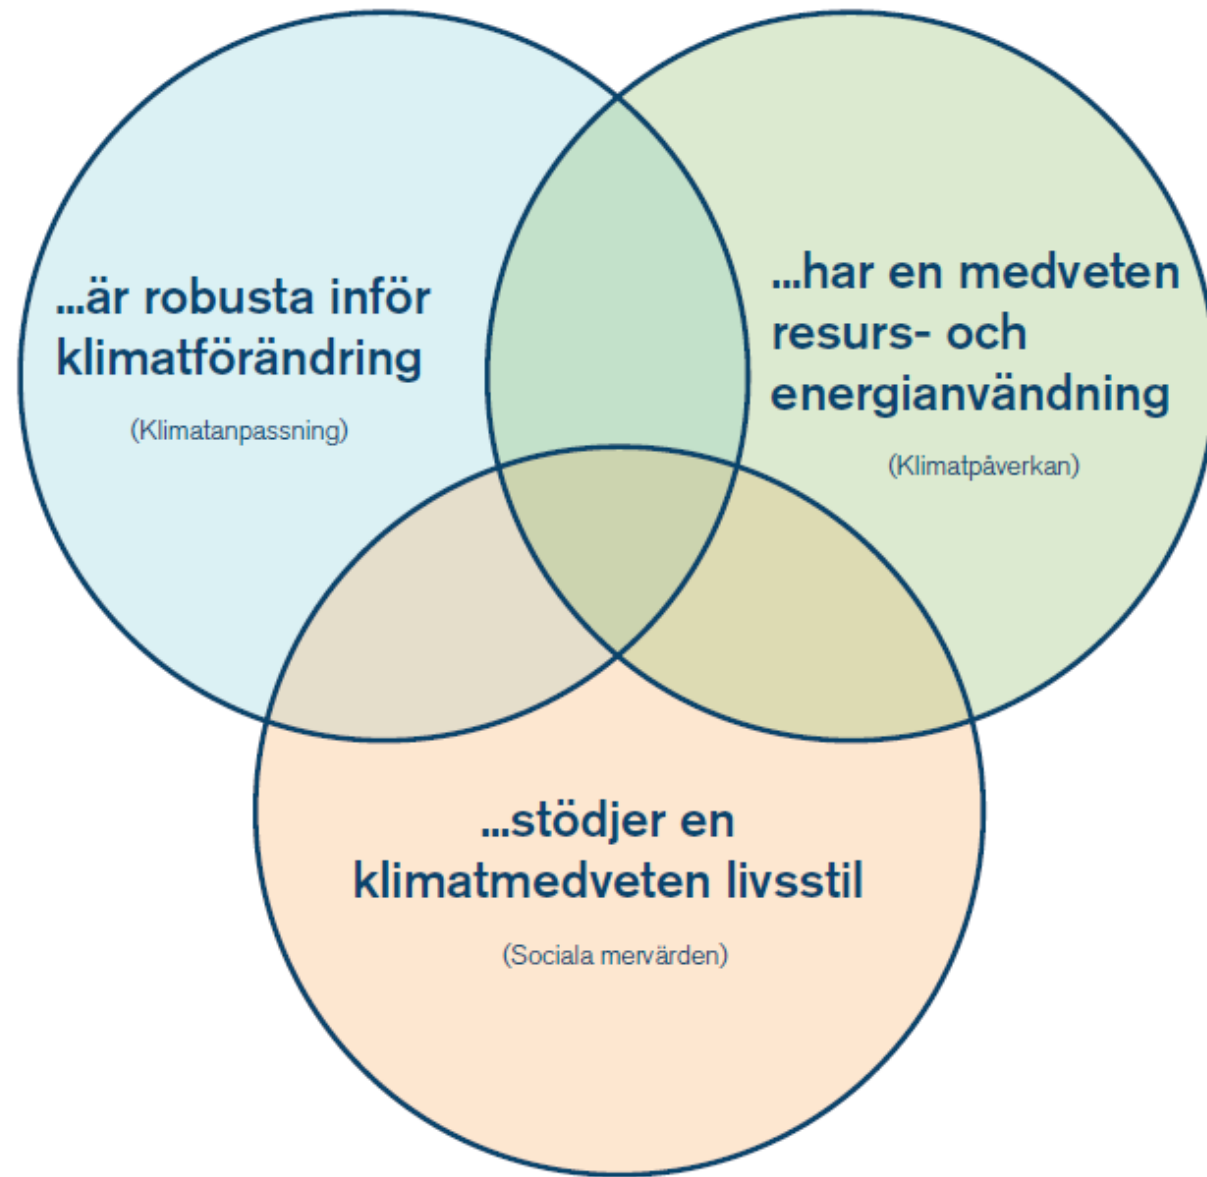 ...är robusta inför
klimatförändring
(Klimatanpassning)
...har en medveten
resurs- och
energianvändning
(Klimatpåverkan)
...stödjer en
klimatmedveten livsstil
(Sociala mervärden)